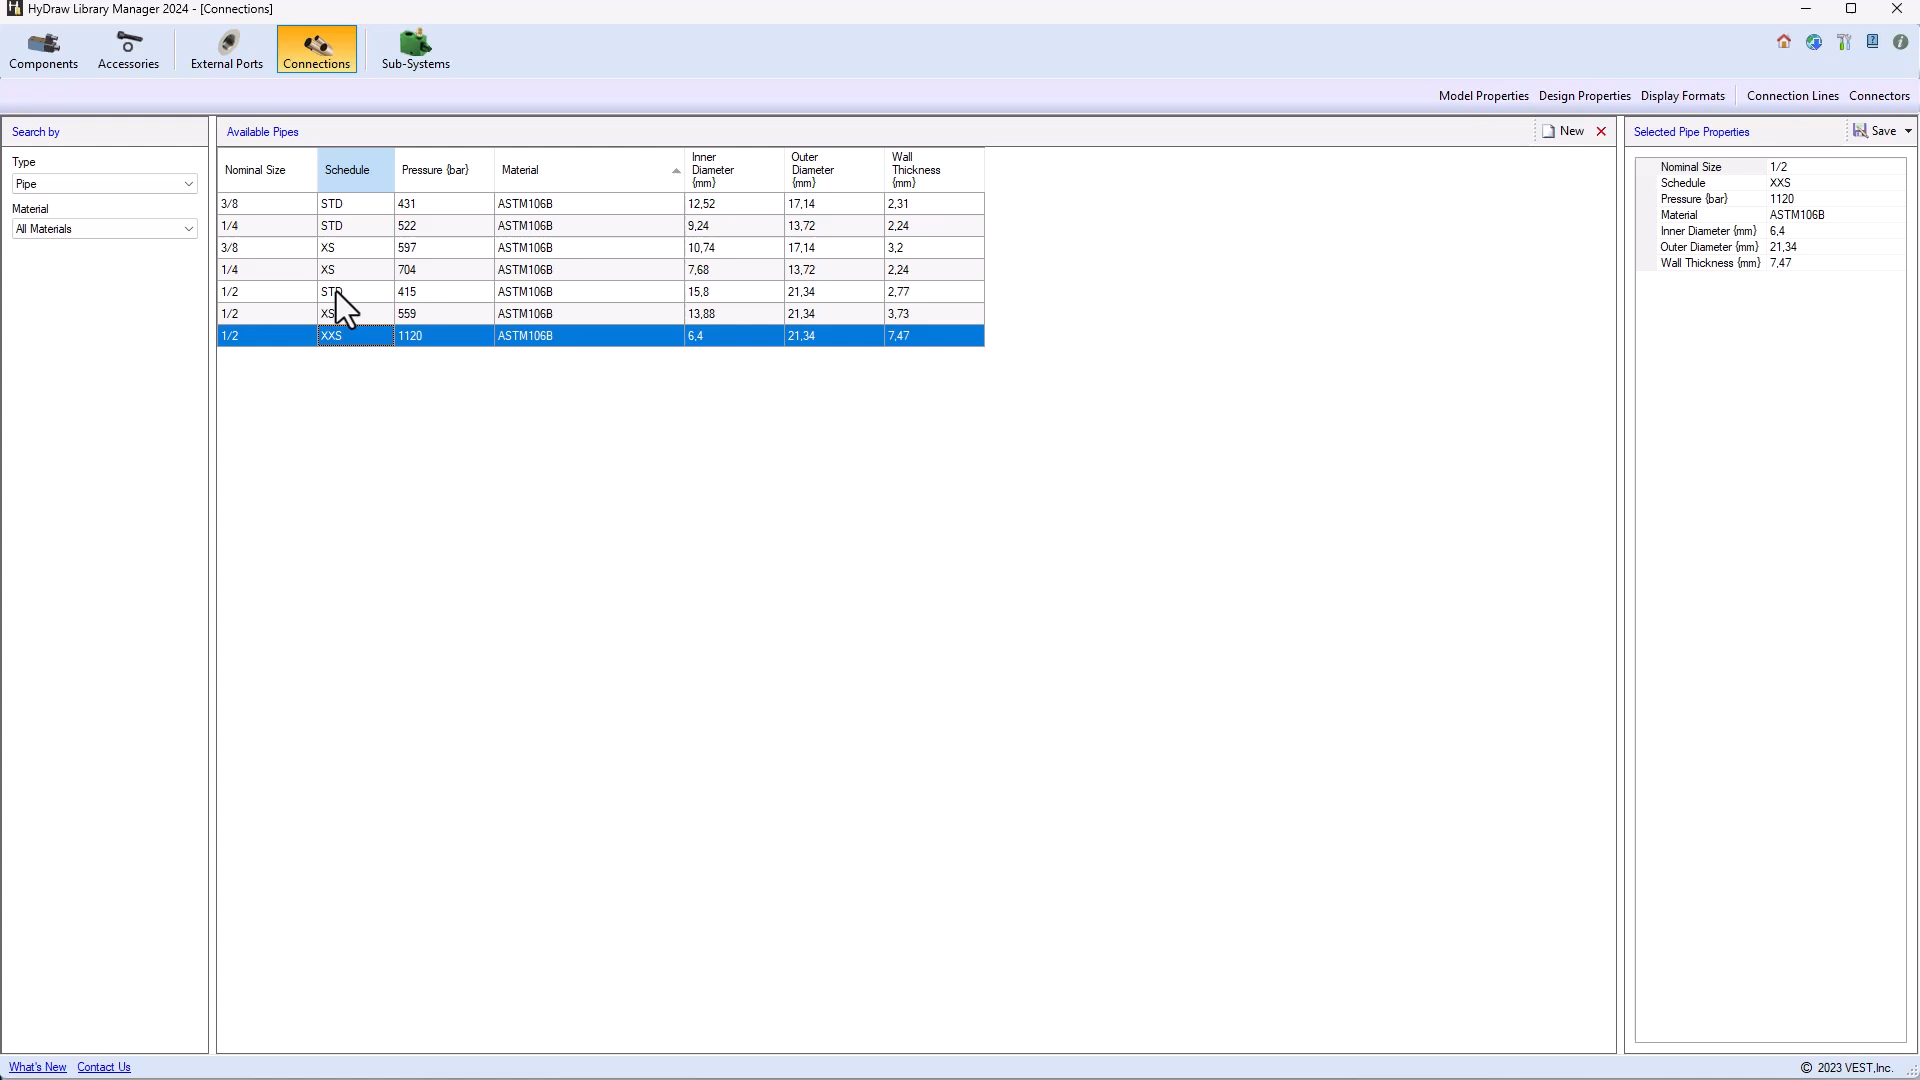 HyDraw Library Manager 2024 - [Connections]
Components Accessories External Ports Connections Sub-Systems
Model Properties Design Properties Display Formats Connection Lines Connectors
Search by
Type
Pipe
Material
All Materials
Available Pipes New
Nominal Size Schedule Pressure {bar} Material Inner Diameter {mm} Outer Diameter {mm} Wall Thickness {mm}
3/8 STD 431 ASTM106B 12,52 17,14 2,31
1/4 STD 522 ASTM106B 9,24 13,72 2,24
3/8 XS 597 ASTM106B 10,74 17,14 3,2
1/4 XS 704 ASTM106B 7,68 13,72 2,24
1/2 STD 415 ASTM106B 15,8 21,34 2,77
1/2 XS 559 ASTM106B 13,88 21,34 3,73
1/2 XXS 1120 ASTM106B 6,4 21,34 7,47
Selected Pipe Properties Save
Nominal Size 1/2
Schedule XXS
Pressure {bar} 1120
Material ASTM106B
Inner Diameter {mm} 6,4
Outer Diameter {mm} 21,34
Wall Thickness {mm} 7,47
What's New Contact Us
© 2023 VEST,Inc.